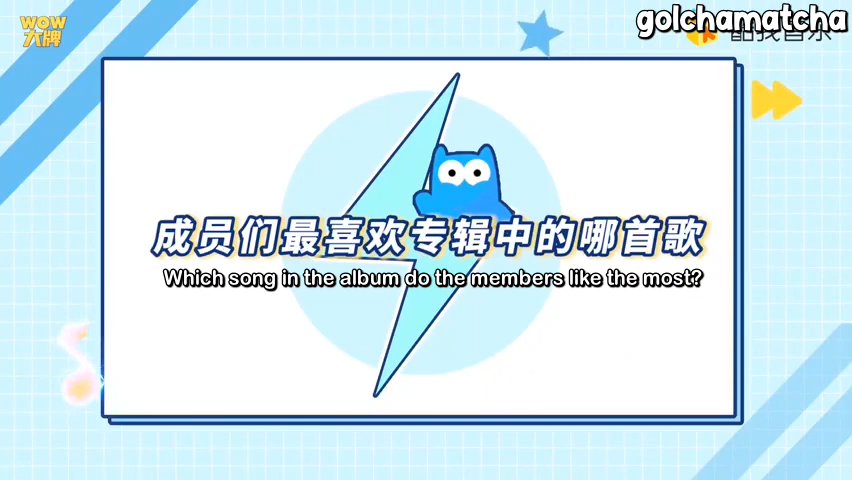 WOW
大牌
golchamatcha
成员们最喜欢专辑中的哪首歌
Which song in the album do the members like the most?